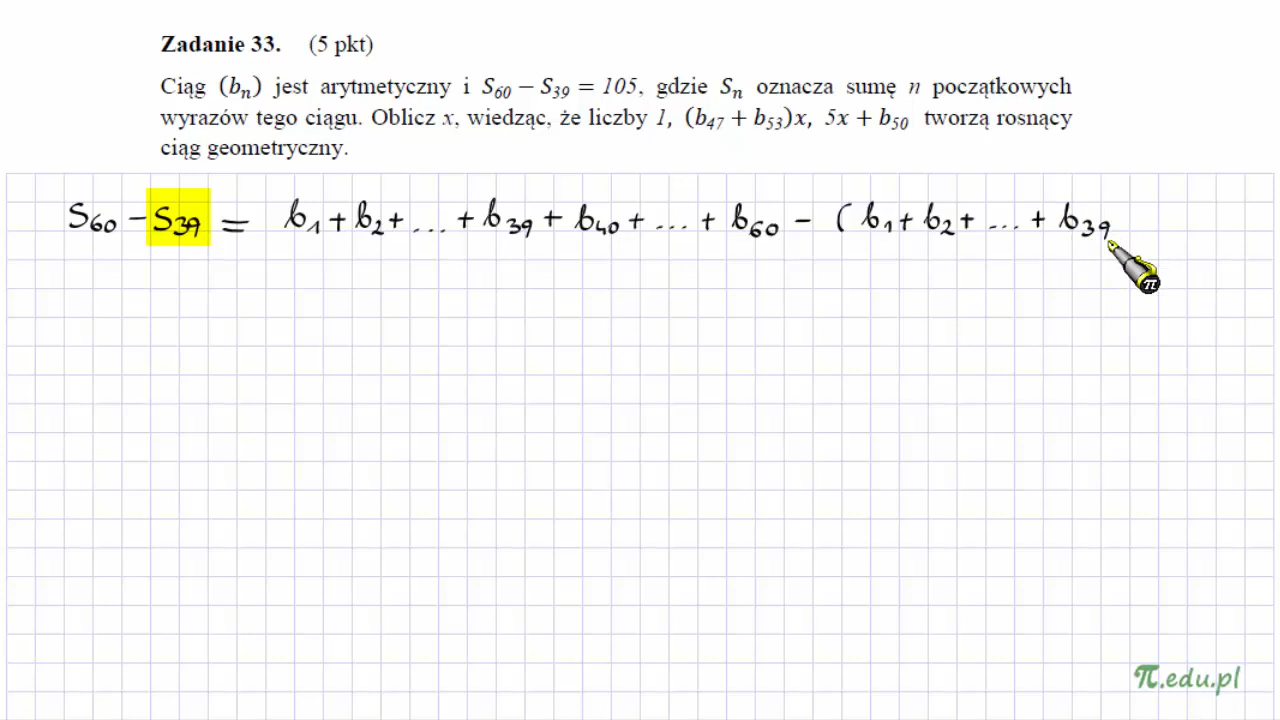 Zadanie 33. (5 pkt)
Ciąg (bₙ) jest arytmetyczny i S₆₀ − S₃₉ = 105, gdzie Sₙ oznacza sumę n początkowych
wyrazów tego ciągu. Oblicz x, wiedząc, że liczby 1, (b₄₇ + b₅₃)x, 5x + b₅₀ tworzą rosnący
ciąg geometryczny.
S₆₀ − S₃₉ = b₁ + b₂ + ... + b₃₉ + b₄₀ + ... + b₆₀ − (b₁ + b₂ + ... + b₃₉
π
π.edu.pl